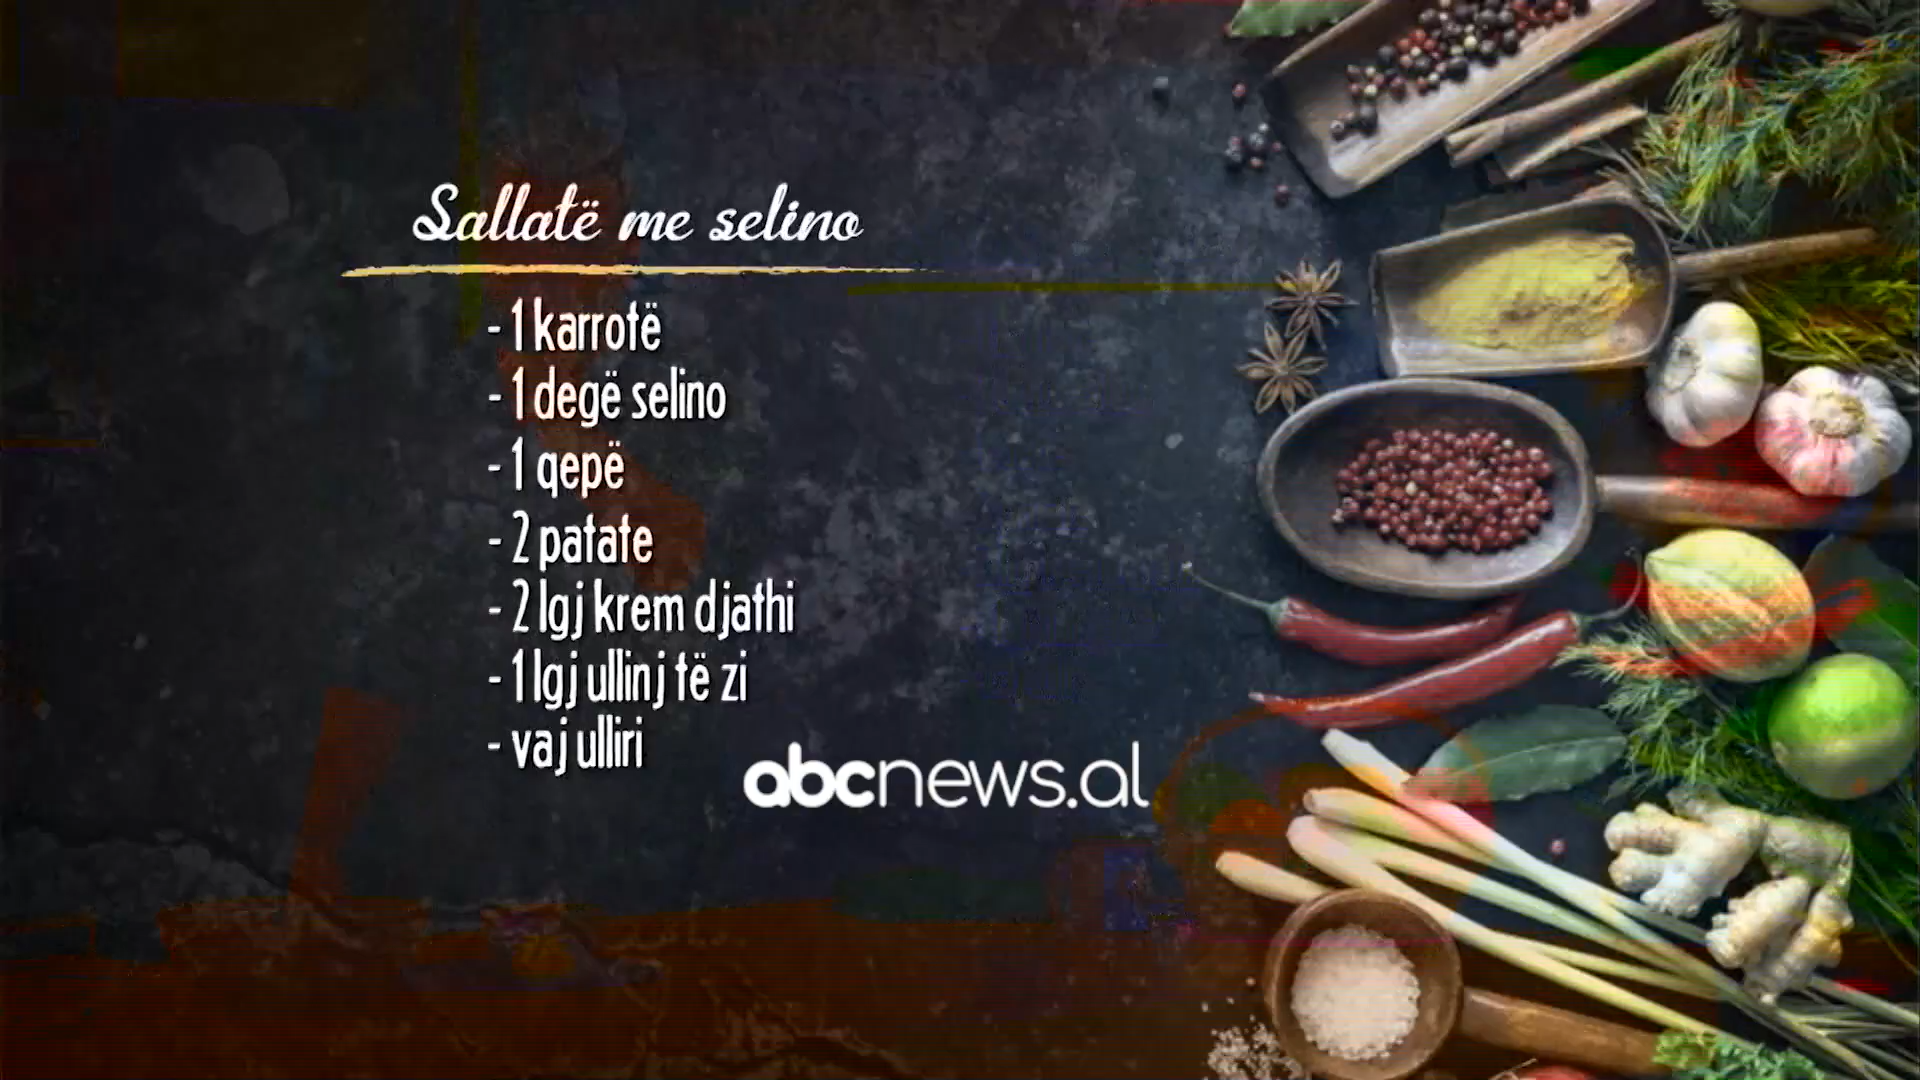 Sallatë me selino
- 1 karrotë
- 1 degë selino
- 1 qepë
- 2 patate
- 2 lgj krem djathi
- 1 lgj ullinj të zi
- vaj ulliri
abcnews.al